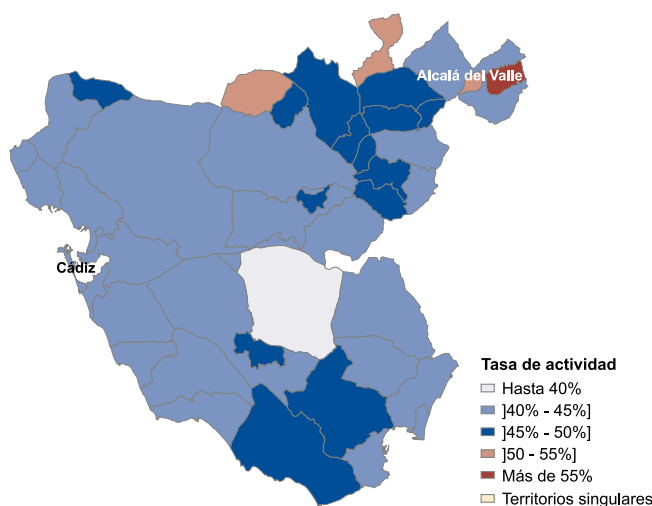 Alcalá del Valle
Cádiz
Tasa de actividad
Hasta 40%
]40% - 45%]
]45% - 50%]
]50 - 55%]
Más de 55%
Territorios singulares